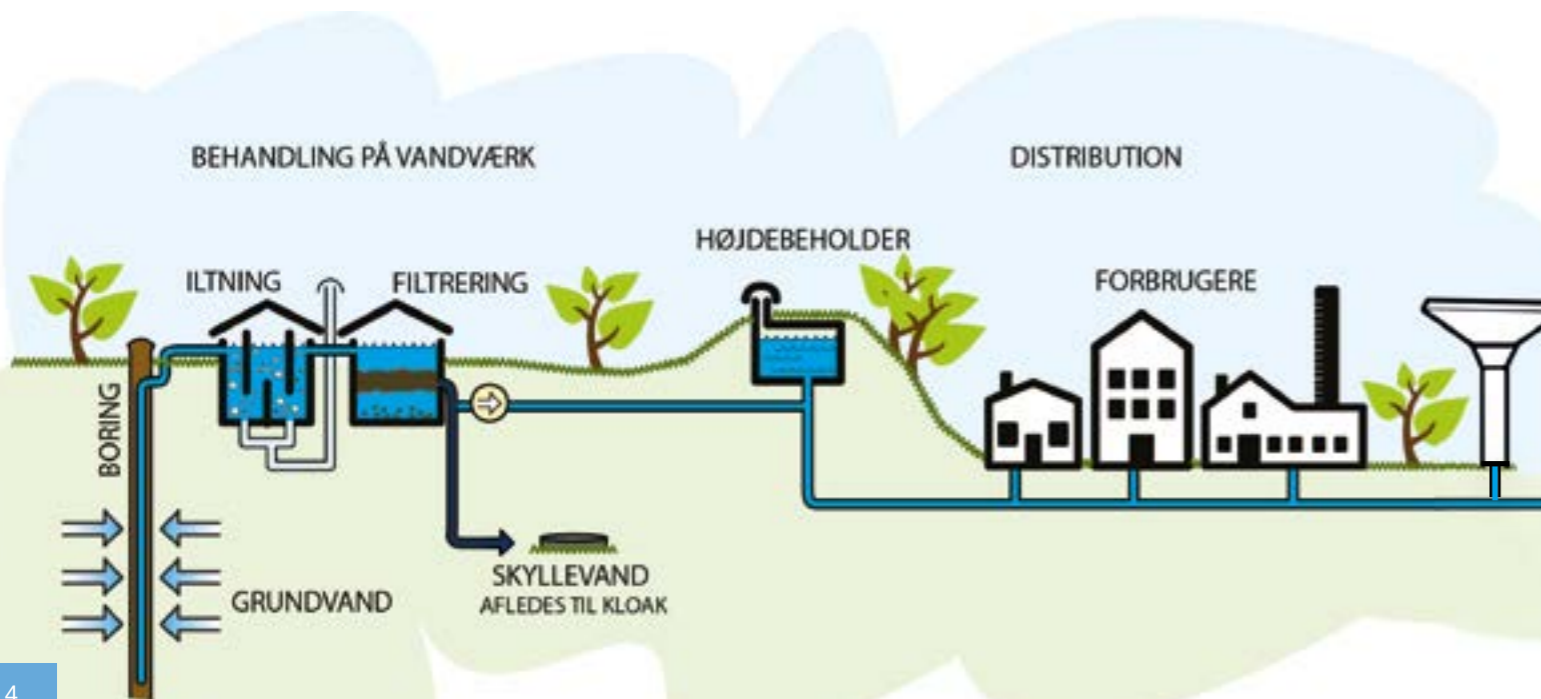 BEHANDLING PÅ VANDVÆRK
DISTRIBUTION
HØJDEBEHOLDER
ILTNING
FILTRERING
FORBRUGERE
BORING
GRUNDVAND
SKYLLEVAND
AFLEDES TIL KLOAK
4